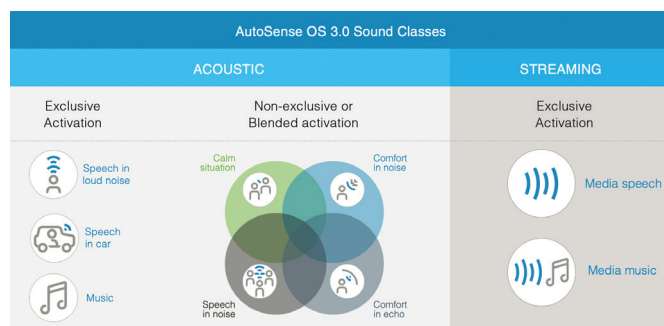 AutoSense OS 3.0 Sound Classes
ACOUSTIC
STREAMING
Exclusive
Activation
Non-exclusive or
Blended activation
Exclusive
Activation
Speech in
loud noise
Speech
in car
Music
Calm
situation
Comfort
in noise
Speech
in noise
Comfort
in echo
Media speech
Media music